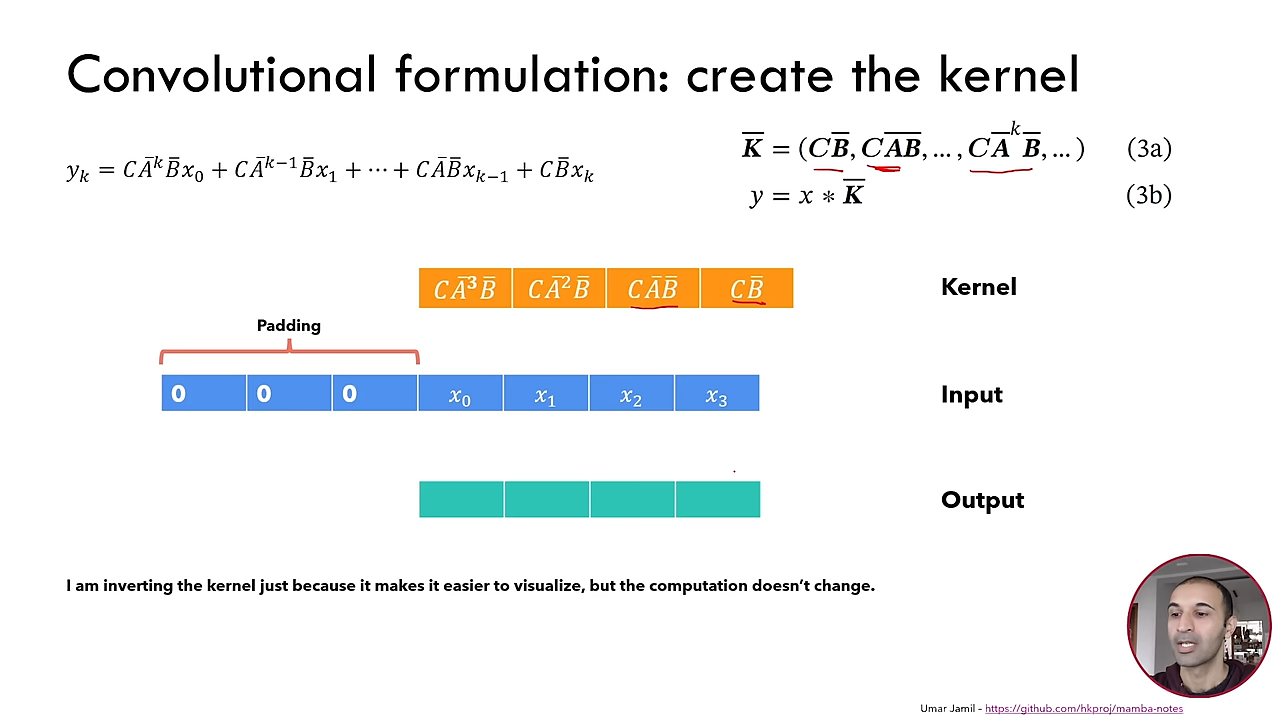 Convolutional formulation: create the kernel
y_k = CĀ^k B̄x_0 + CĀ^{k−1} B̄x_1 + ⋯ + CĀB̄x_{k−1} + CB̄x_k
K̄ = (CB̄, CĀB̄, …, CĀ^k B̄, …) (3a)
y = x ∗ K̄ (3b)
CĀ³B̄ CĀ²B̄ CĀB̄ CB̄ Kernel
Padding
0 0 0 x_0 x_1 x_2 x_3 Input
Output
I am inverting the kernel just because it makes it easier to visualize, but the computation doesn’t change.
Umar Jamil – https://github.com/hkproj/mamba-notes